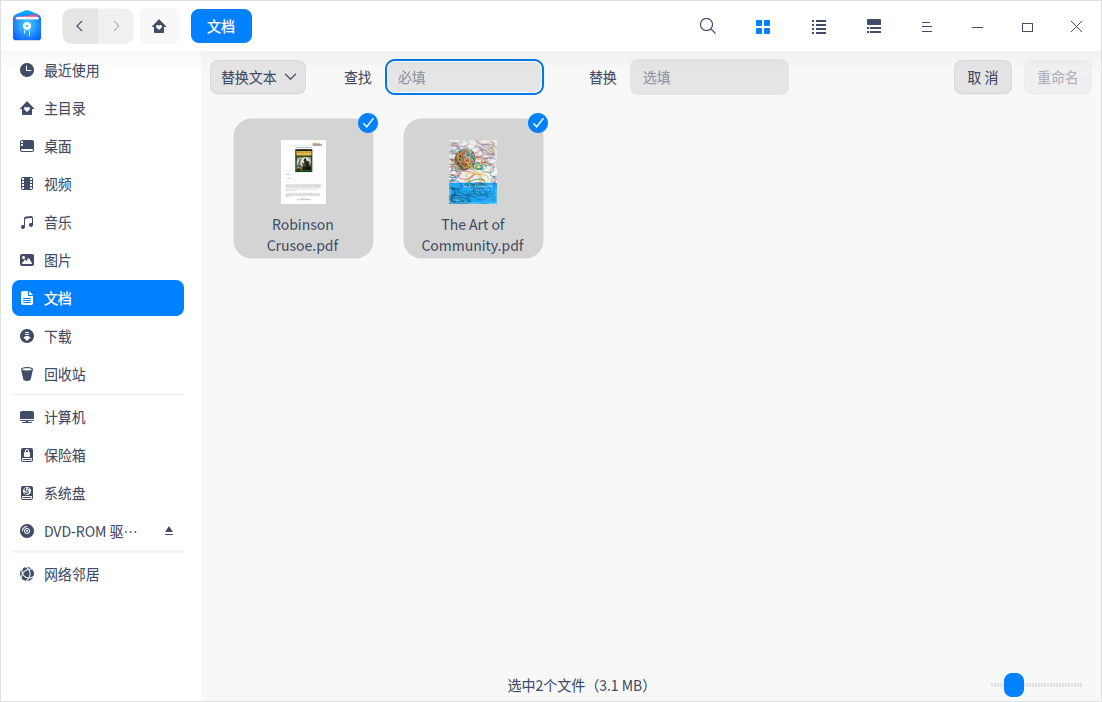 文档
最近使用
主目录
桌面
视频
音乐
图片
文档
下载
回收站
计算机
保险箱
系统盘
DVD-ROM 驱···
网络邻居
替换文本 查找 必填 替换 选填 取 消 重命名
Robinson
Crusoe.pdf
The Art of
Community.pdf
选中2个文件（3.1 MB）